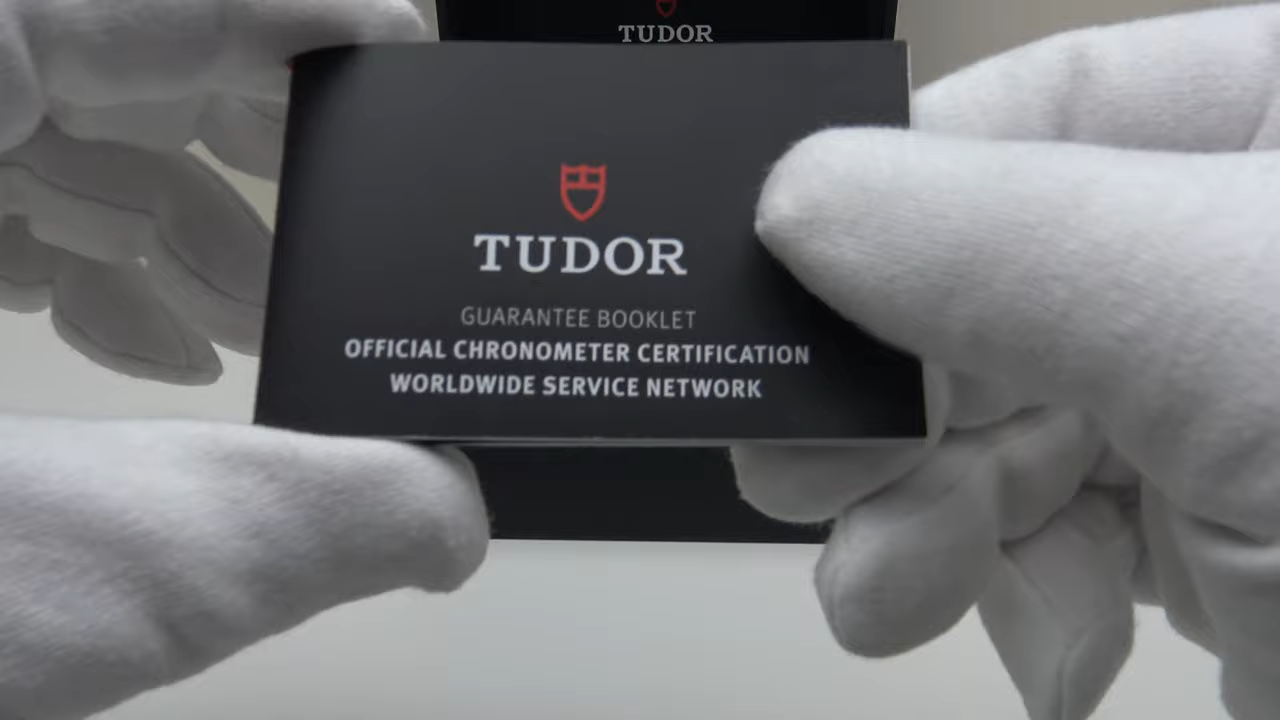 TUDOR
TUDOR
GUARANTEE BOOKLET
OFFICIAL CHRONOMETER CERTIFICATION
WORLDWIDE SERVICE NETWORK